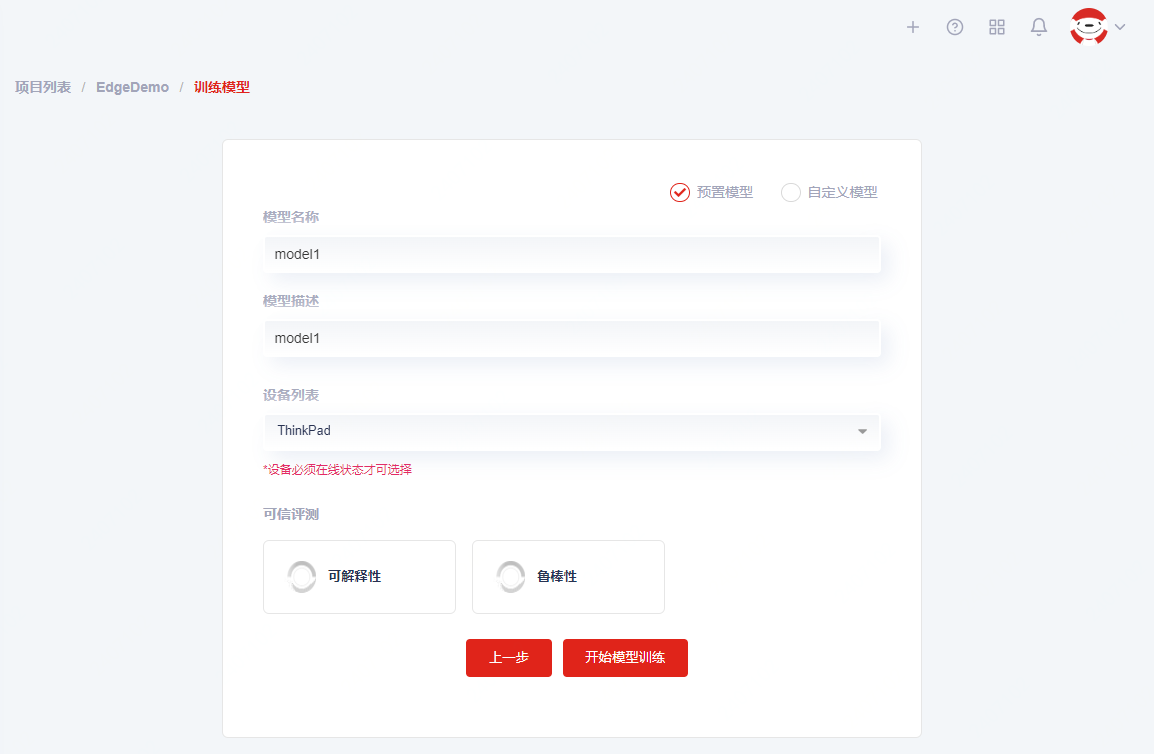 项目列表 / EdgeDemo / 训练模型
预置模型 自定义模型
模型名称
model1
模型描述
model1
设备列表
ThinkPad
*设备必须在线状态才可选择
可信评测
可解释性 鲁棒性
上一步 开始模型训练